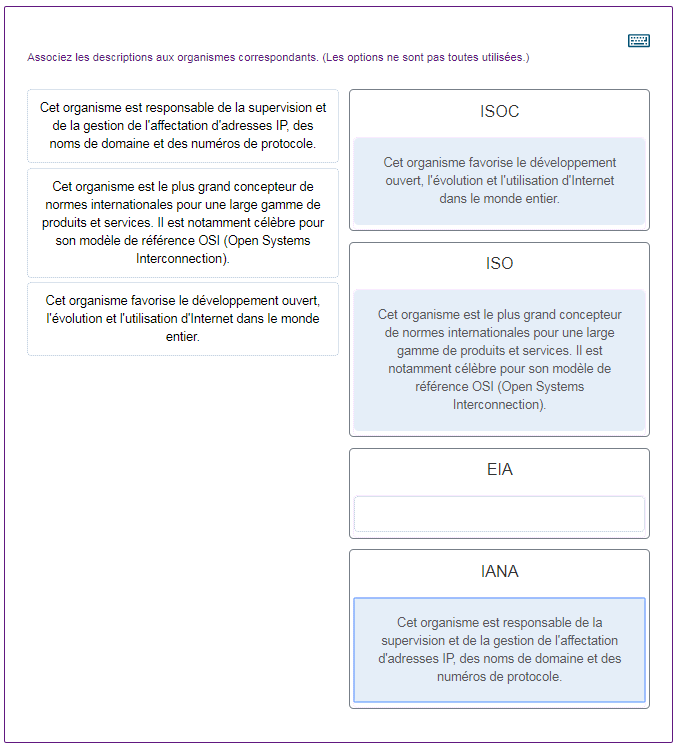 Associez les descriptions aux organismes correspondants. (Les options ne sont pas toutes utilisées.)
Cet organisme est responsable de la supervision et
de la gestion de l'affectation d'adresses IP, des
noms de domaine et des numéros de protocole.
Cet organisme est le plus grand concepteur de
normes internationales pour une large gamme de
produits et services. Il est notamment célèbre pour
son modèle de référence OSI (Open Systems
Interconnection).
Cet organisme favorise le développement ouvert,
l'évolution et l'utilisation d'Internet dans le monde
entier.
ISOC
Cet organisme favorise le développement
ouvert, l'évolution et l'utilisation d'Internet
dans le monde entier.
ISO
Cet organisme est le plus grand concepteur
de normes internationales pour une large
gamme de produits et services. Il est
notamment célèbre pour son modèle de
référence OSI (Open Systems
Interconnection).
EIA
IANA
Cet organisme est responsable de la
supervision et de la gestion de l'affectation
d'adresses IP, des noms de domaine et des
numéros de protocole.